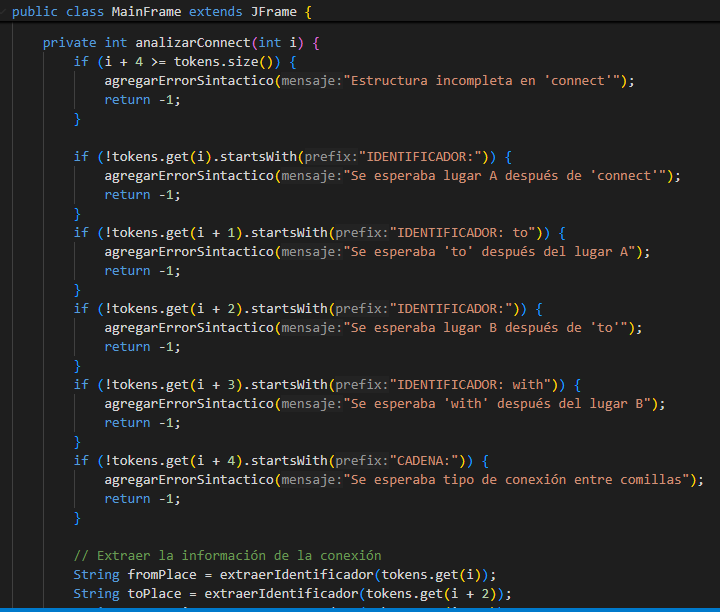 public class MainFrame extends JFrame {
private int analizarConnect(int i) {
if (i + 4 >= tokens.size()) {
agregarErrorSintactico(mensaje:"Estructura incompleta en 'connect'");
return -1;
}
if (!tokens.get(i).startsWith(prefix:"IDENTIFICADOR:")) {
agregarErrorSintactico(mensaje:"Se esperaba lugar A después de 'connect'");
return -1;
}
if (!tokens.get(i + 1).startsWith(prefix:"IDENTIFICADOR: to")) {
agregarErrorSintactico(mensaje:"Se esperaba 'to' después del lugar A");
return -1;
}
if (!tokens.get(i + 2).startsWith(prefix:"IDENTIFICADOR:")) {
agregarErrorSintactico(mensaje:"Se esperaba lugar B después de 'to'");
return -1;
}
if (!tokens.get(i + 3).startsWith(prefix:"IDENTIFICADOR: with")) {
agregarErrorSintactico(mensaje:"Se esperaba 'with' después del lugar B");
return -1;
}
if (!tokens.get(i + 4).startsWith(prefix:"CADENA:")) {
agregarErrorSintactico(mensaje:"Se esperaba tipo de conexión entre comillas");
return -1;
}
// Extraer la información de la conexión
String fromPlace = extraerIdentificador(tokens.get(i));
String toPlace = extraerIdentificador(tokens.get(i + 2));